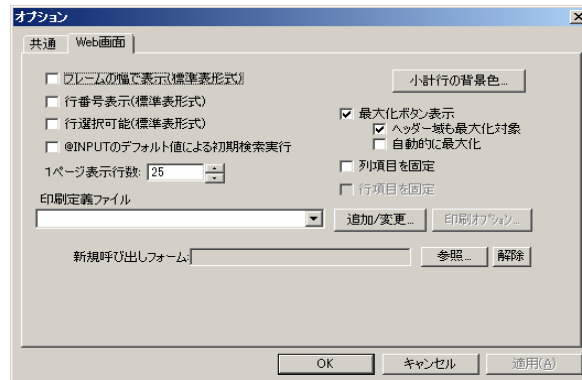 オプション
共通 Web画面
フレームの幅で表示(標準表形式)
小計行の背景色...
行番号表示(標準表形式)
最大化ボタン表示
行選択可能(標準表形式)
ヘッダー域も最大化対象
自動的に最大化
@INPUTのデフォルト値による初期検索実行
1ページ表示行数: 25
列項目を固定
行項目を固定
印刷定義ファイル
追加/変更... 印刷オプション...
新規呼び出しフォーム: 参照... 解除
OK キャンセル 適用(A)